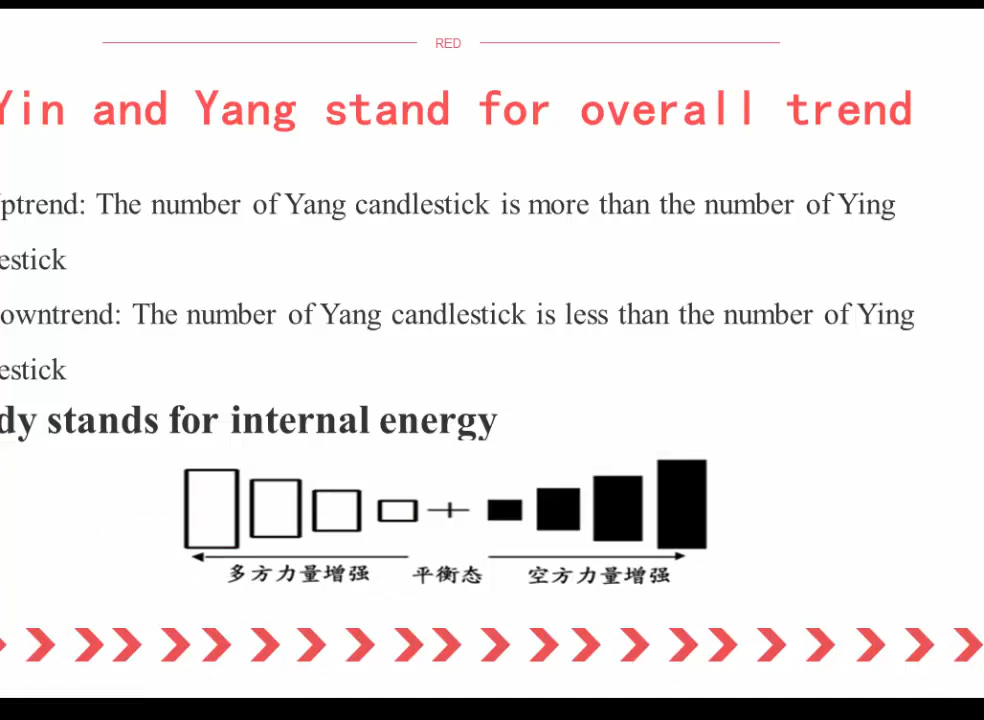 RED
Yin and Yang stand for overall trend
ptrend: The number of Yang candlestick is more than the number of Ying
estick
owntrend: The number of Yang candlestick is less than the number of Ying
estick
dy stands for internal energy
多方力量增强 平衡态 空方力量增强